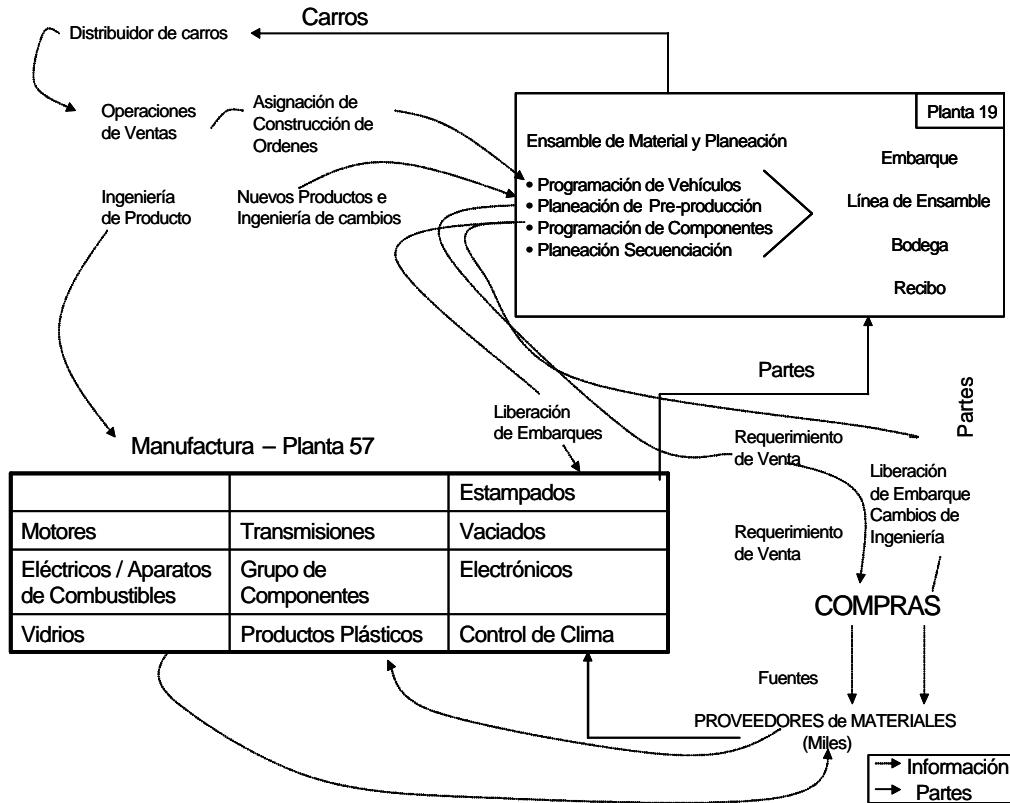 Carros
Distribuidor de carros
Operaciones
de Ventas
Asignación de
Construcción de
Ordenes
Planta 19
Ensamble de Material y Planeación
• Programación de Vehículos
• Planeación de Pre-producción
• Programación de Componentes
• Planeación Secuenciación
Embarque
Línea de Ensamble
Bodega
Recibo
Ingeniería
de Producto
Nuevos Productos e
Ingeniería de cambios
Partes
Partes
Liberación
de Embarques
Manufactura – Planta 57
Requerimiento
de Venta
Liberación
de Embarque
Cambios de
Ingeniería
Estampados
Motores
Transmisiones
Vaciados
Eléctricos / Aparatos
de Combustibles
Grupo de
Componentes
Electrónicos
Vidrios
Productos Plásticos
Control de Clima
Requerimiento
de Venta
COMPRAS
Fuentes
PROVEEDORES de MATERIALES
(Miles)
Información
Partes